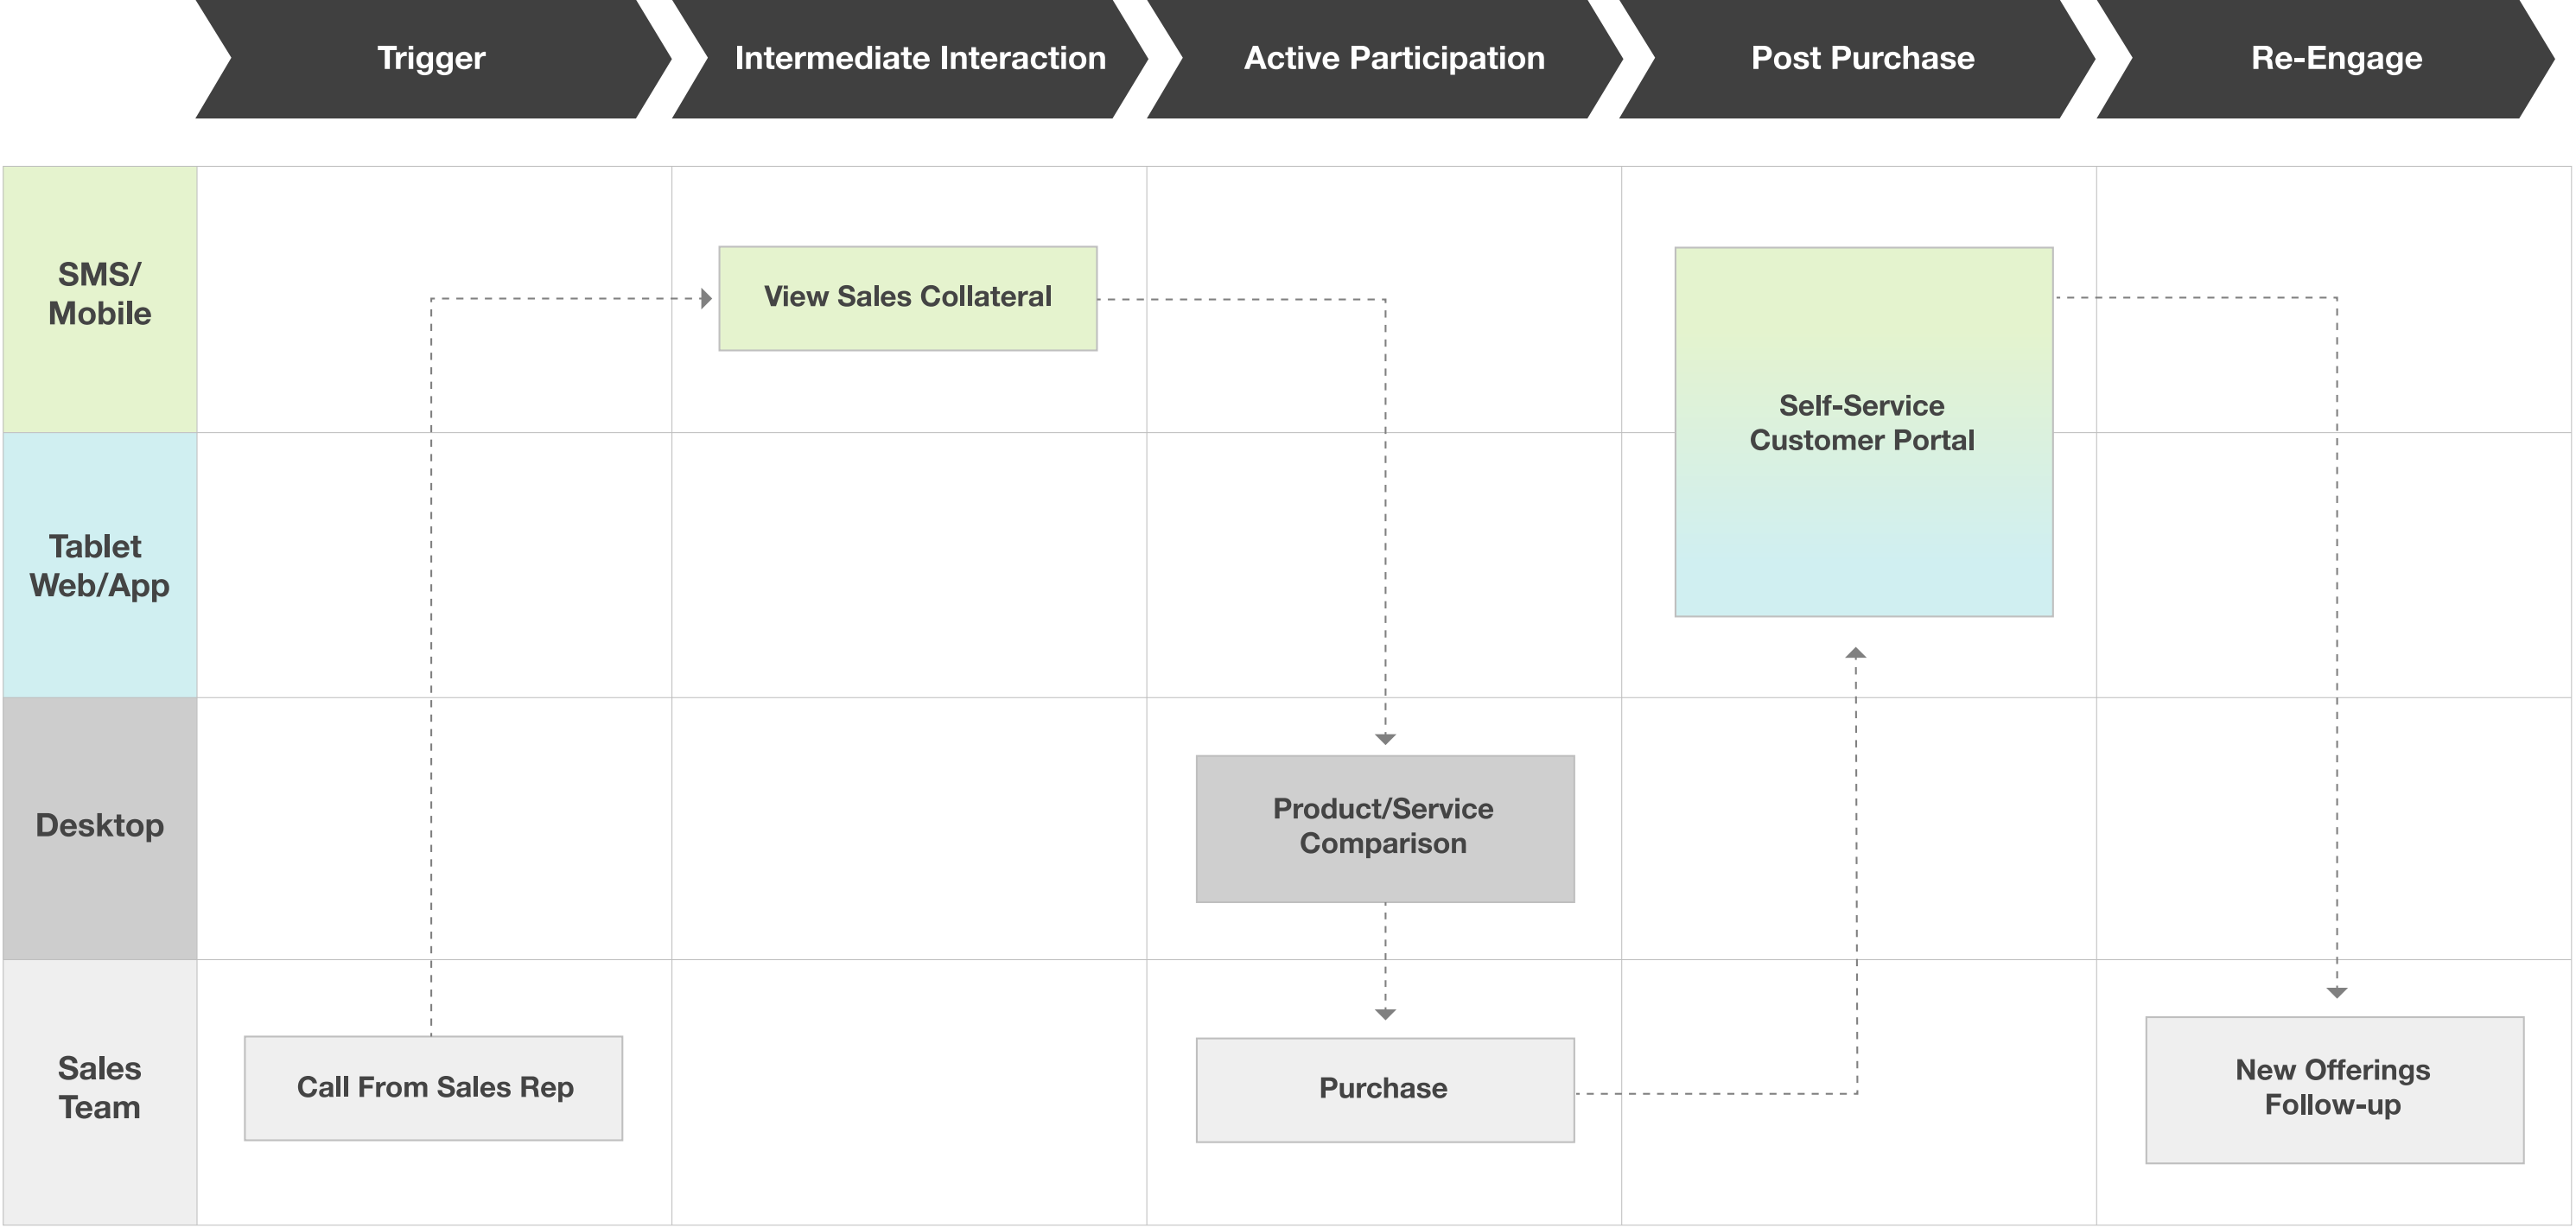 Trigger
Intermediate Interaction
Active Participation
Post Purchase
Re-Engage
SMS/
Mobile
View Sales Collateral
Self-Service
Customer Portal
Tablet
Web/App
Desktop
Product/Service
Comparison
Sales
Team
Call From Sales Rep
Purchase
New Offerings
Follow-up